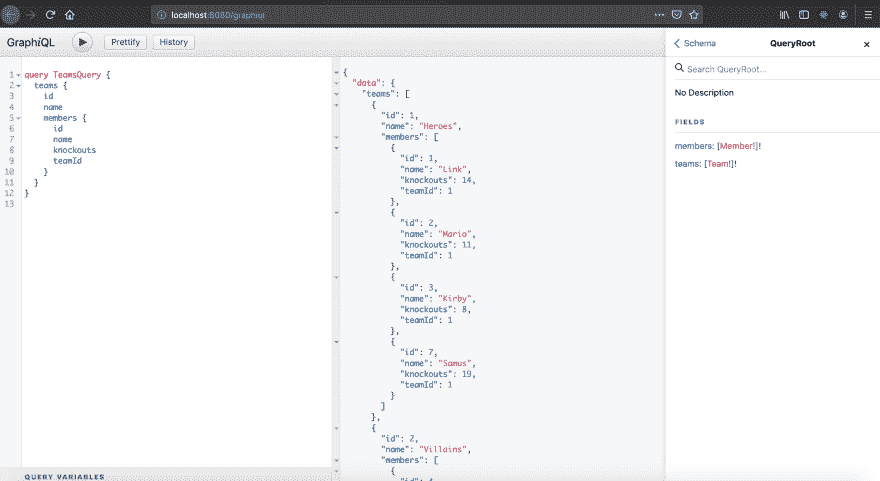 localhost:8080/graphiql
GraphiQL
Prettify
History
1 query TeamsQuery {
2 teams {
3 id
4 name
5 members {
6 id
7 name
8 knockouts
9 teamId
10 }
11 }
12 }
13
QUERY VARIABLES
{
"data": {
"teams": [
{
"id": 1,
"name": "Heroes",
"members": [
{
"id": 1,
"name": "Link",
"knockouts": 14,
"teamId": 1
},
{
"id": 2,
"name": "Mario",
"knockouts": 11,
"teamId": 1
},
{
"id": 3,
"name": "Kirby",
"knockouts": 8,
"teamId": 1
},
{
"id": 7,
"name": "Samus",
"knockouts": 19,
"teamId": 1
}
]
},
{
"id": 2,
"name": "Villains",
"members": [
{
Schema
QueryRoot
Search QueryRoot...
No Description
FIELDS
members: [Member!]!
teams: [Team!]!